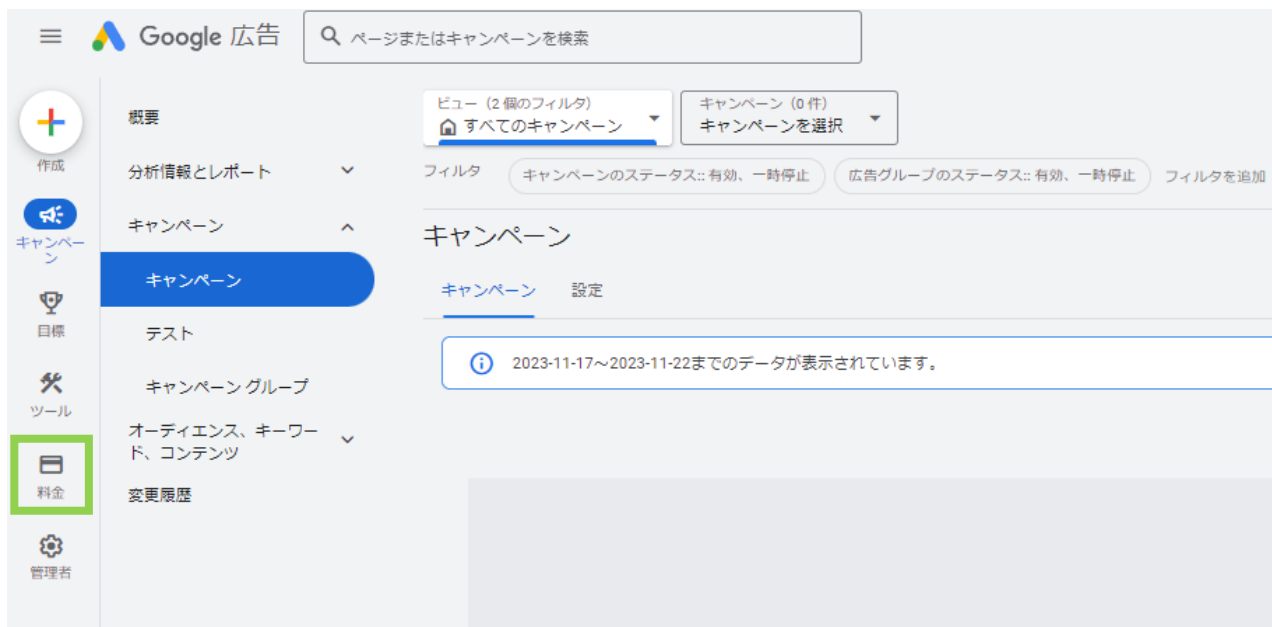 Google 広告
ページまたはキャンペーンを検索
作成
キャンペー
ン
目標
ツール
料金
管理者
概要
分析情報とレポート
キャンペーン
キャンペーン
テスト
キャンペーン グループ
オーディエンス、キーワー
ド、コンテンツ
変更履歴
ビュー（2 個のフィルタ）
すべてのキャンペーン
キャンペーン（0 件）
キャンペーンを選択
フィルタ
キャンペーンのステータス:: 有効、一時停止
広告グループのステータス:: 有効、一時停止
フィルタを追加
キャンペーン
キャンペーン 設定
2023-11-17～2023-11-22までのデータが表示されています。